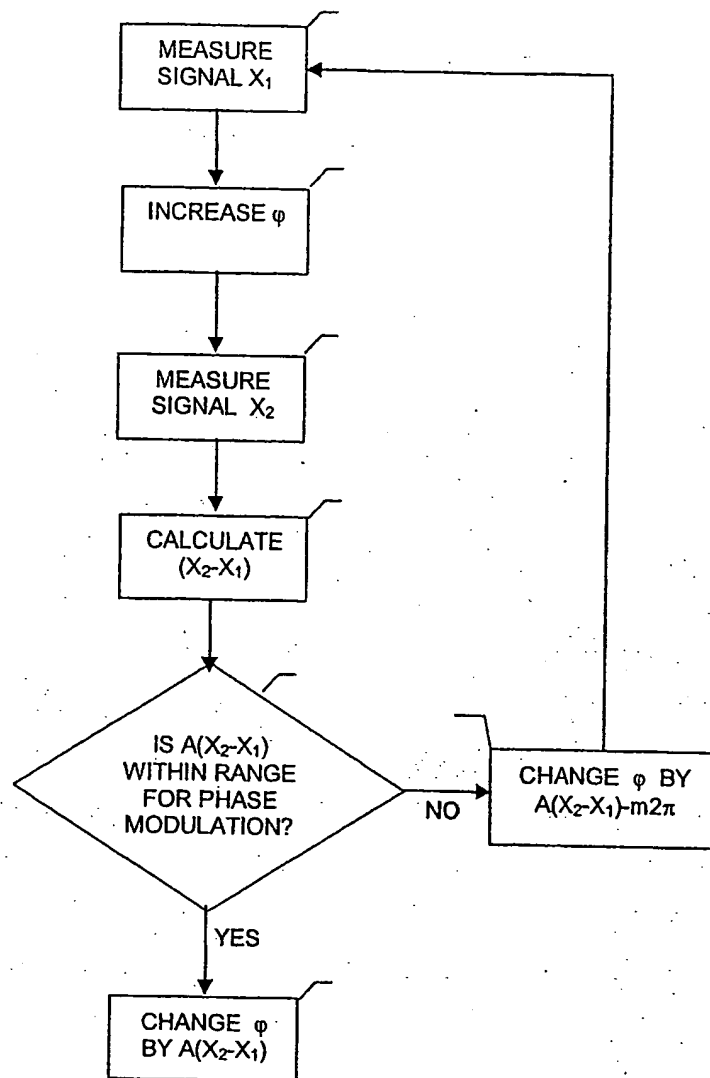 MEASURE
SIGNAL X₁
INCREASE φ
MEASURE
SIGNAL X₂
CALCULATE
(X₂-X₁)
IS A(X₂-X₁)
WITHIN RANGE
FOR PHASE
MODULATION?
NO
CHANGE φ BY
A(X₂-X₁)-m2π
YES
CHANGE φ
BY A(X₂-X₁)